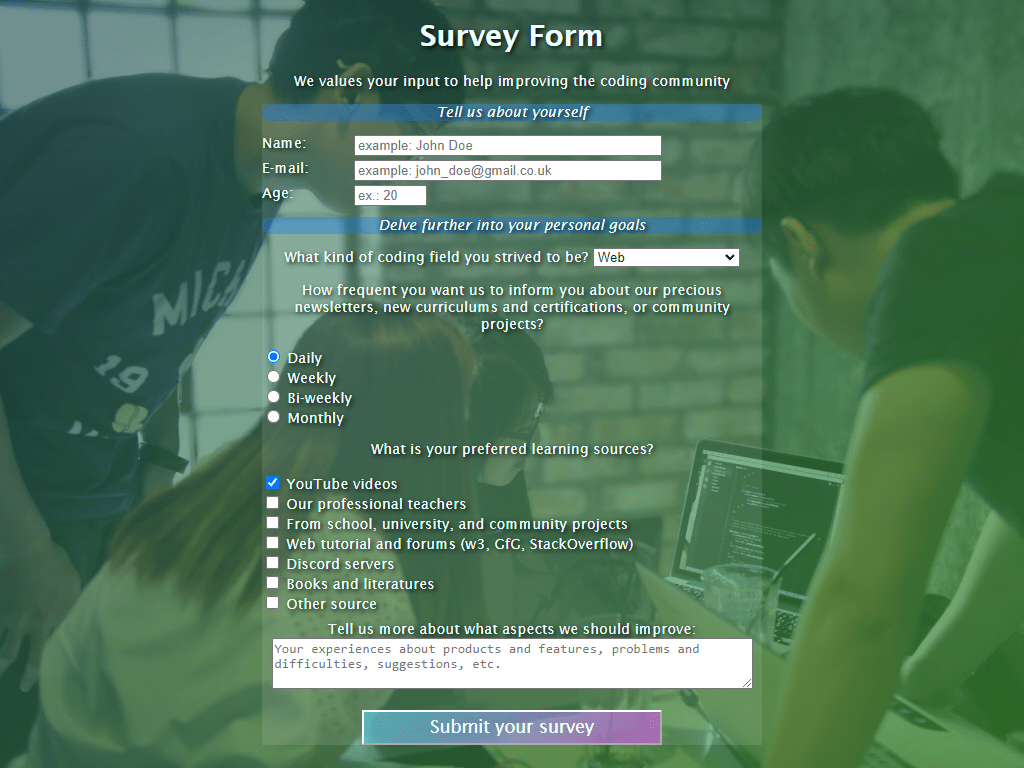 Survey Form
We values your input to help improving the coding community
Tell us about yourself
Name: example: John Doe
E-mail: example: john_doe@gmail.co.uk
Age: ex.: 20
Delve further into your personal goals
What kind of coding field you strived to be? Web
How frequent you want us to inform you about our precious
newsletters, new curriculums and certifications, or community
projects?
Daily
Weekly
Bi-weekly
Monthly
What is your preferred learning sources?
YouTube videos
Our professional teachers
From school, university, and community projects
Web tutorial and forums (w3, GfG, StackOverflow)
Discord servers
Books and literatures
Other source
Tell us more about what aspects we should improve:
Your experiences about products and features, problems and
difficulties, suggestions, etc.
Submit your survey
19